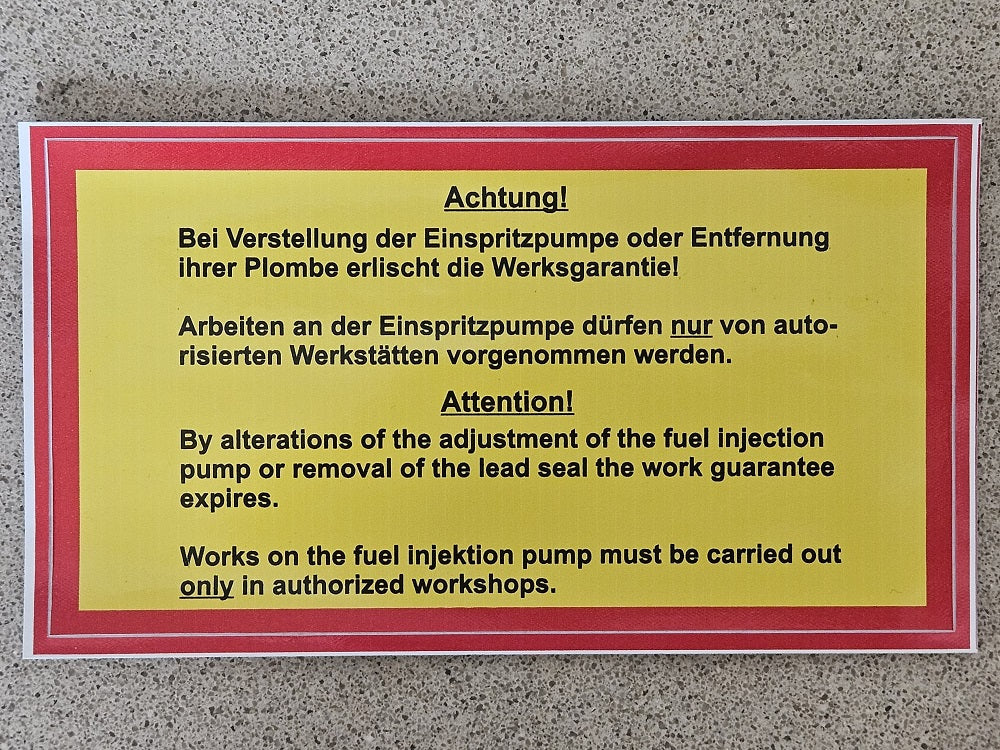 Achtung!
Bei Verstellung der Einspritzpumpe oder Entfernung
ihrer Plombe erlischt die Werksgarantie!
Arbeiten an der Einspritzpumpe dürfen nur von auto-
risierten Werkstätten vorgenommen werden.
Attention!
By alterations of the adjustment of the fuel injection
pump or removal of the lead seal the work guarantee
expires.
Works on the fuel injektion pump must be carried out
only in authorized workshops.